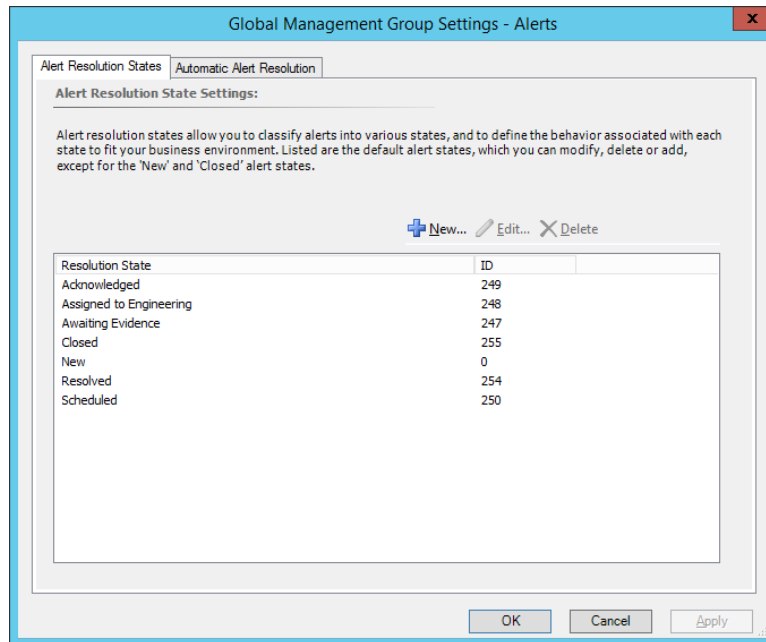 Global Management Group Settings - Alerts
x
Alert Resolution States Automatic Alert Resolution
Alert Resolution State Settings:
Alert resolution states allow you to classify alerts into various states, and to define the behavior associated with each
state to fit your business environment. Listed are the default alert states, which you can modify, delete or add,
except for the 'New' and 'Closed' alert states.
New... Edit... Delete
Resolution State ID
Acknowledged 249
Assigned to Engineering 248
Awaiting Evidence 247
Closed 255
New 0
Resolved 254
Scheduled 250
OK Cancel Apply